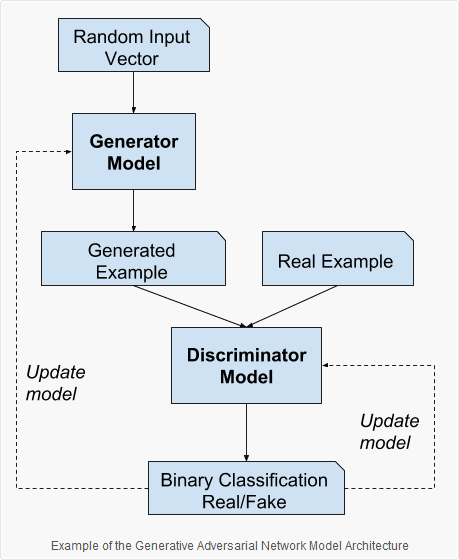 Random Input
Vector
Generator
Model
Generated
Example
Real Example
Discriminator
Model
Update
model
Update
model
Binary Classification
Real/Fake
Example of the Generative Adversarial Network Model Architecture